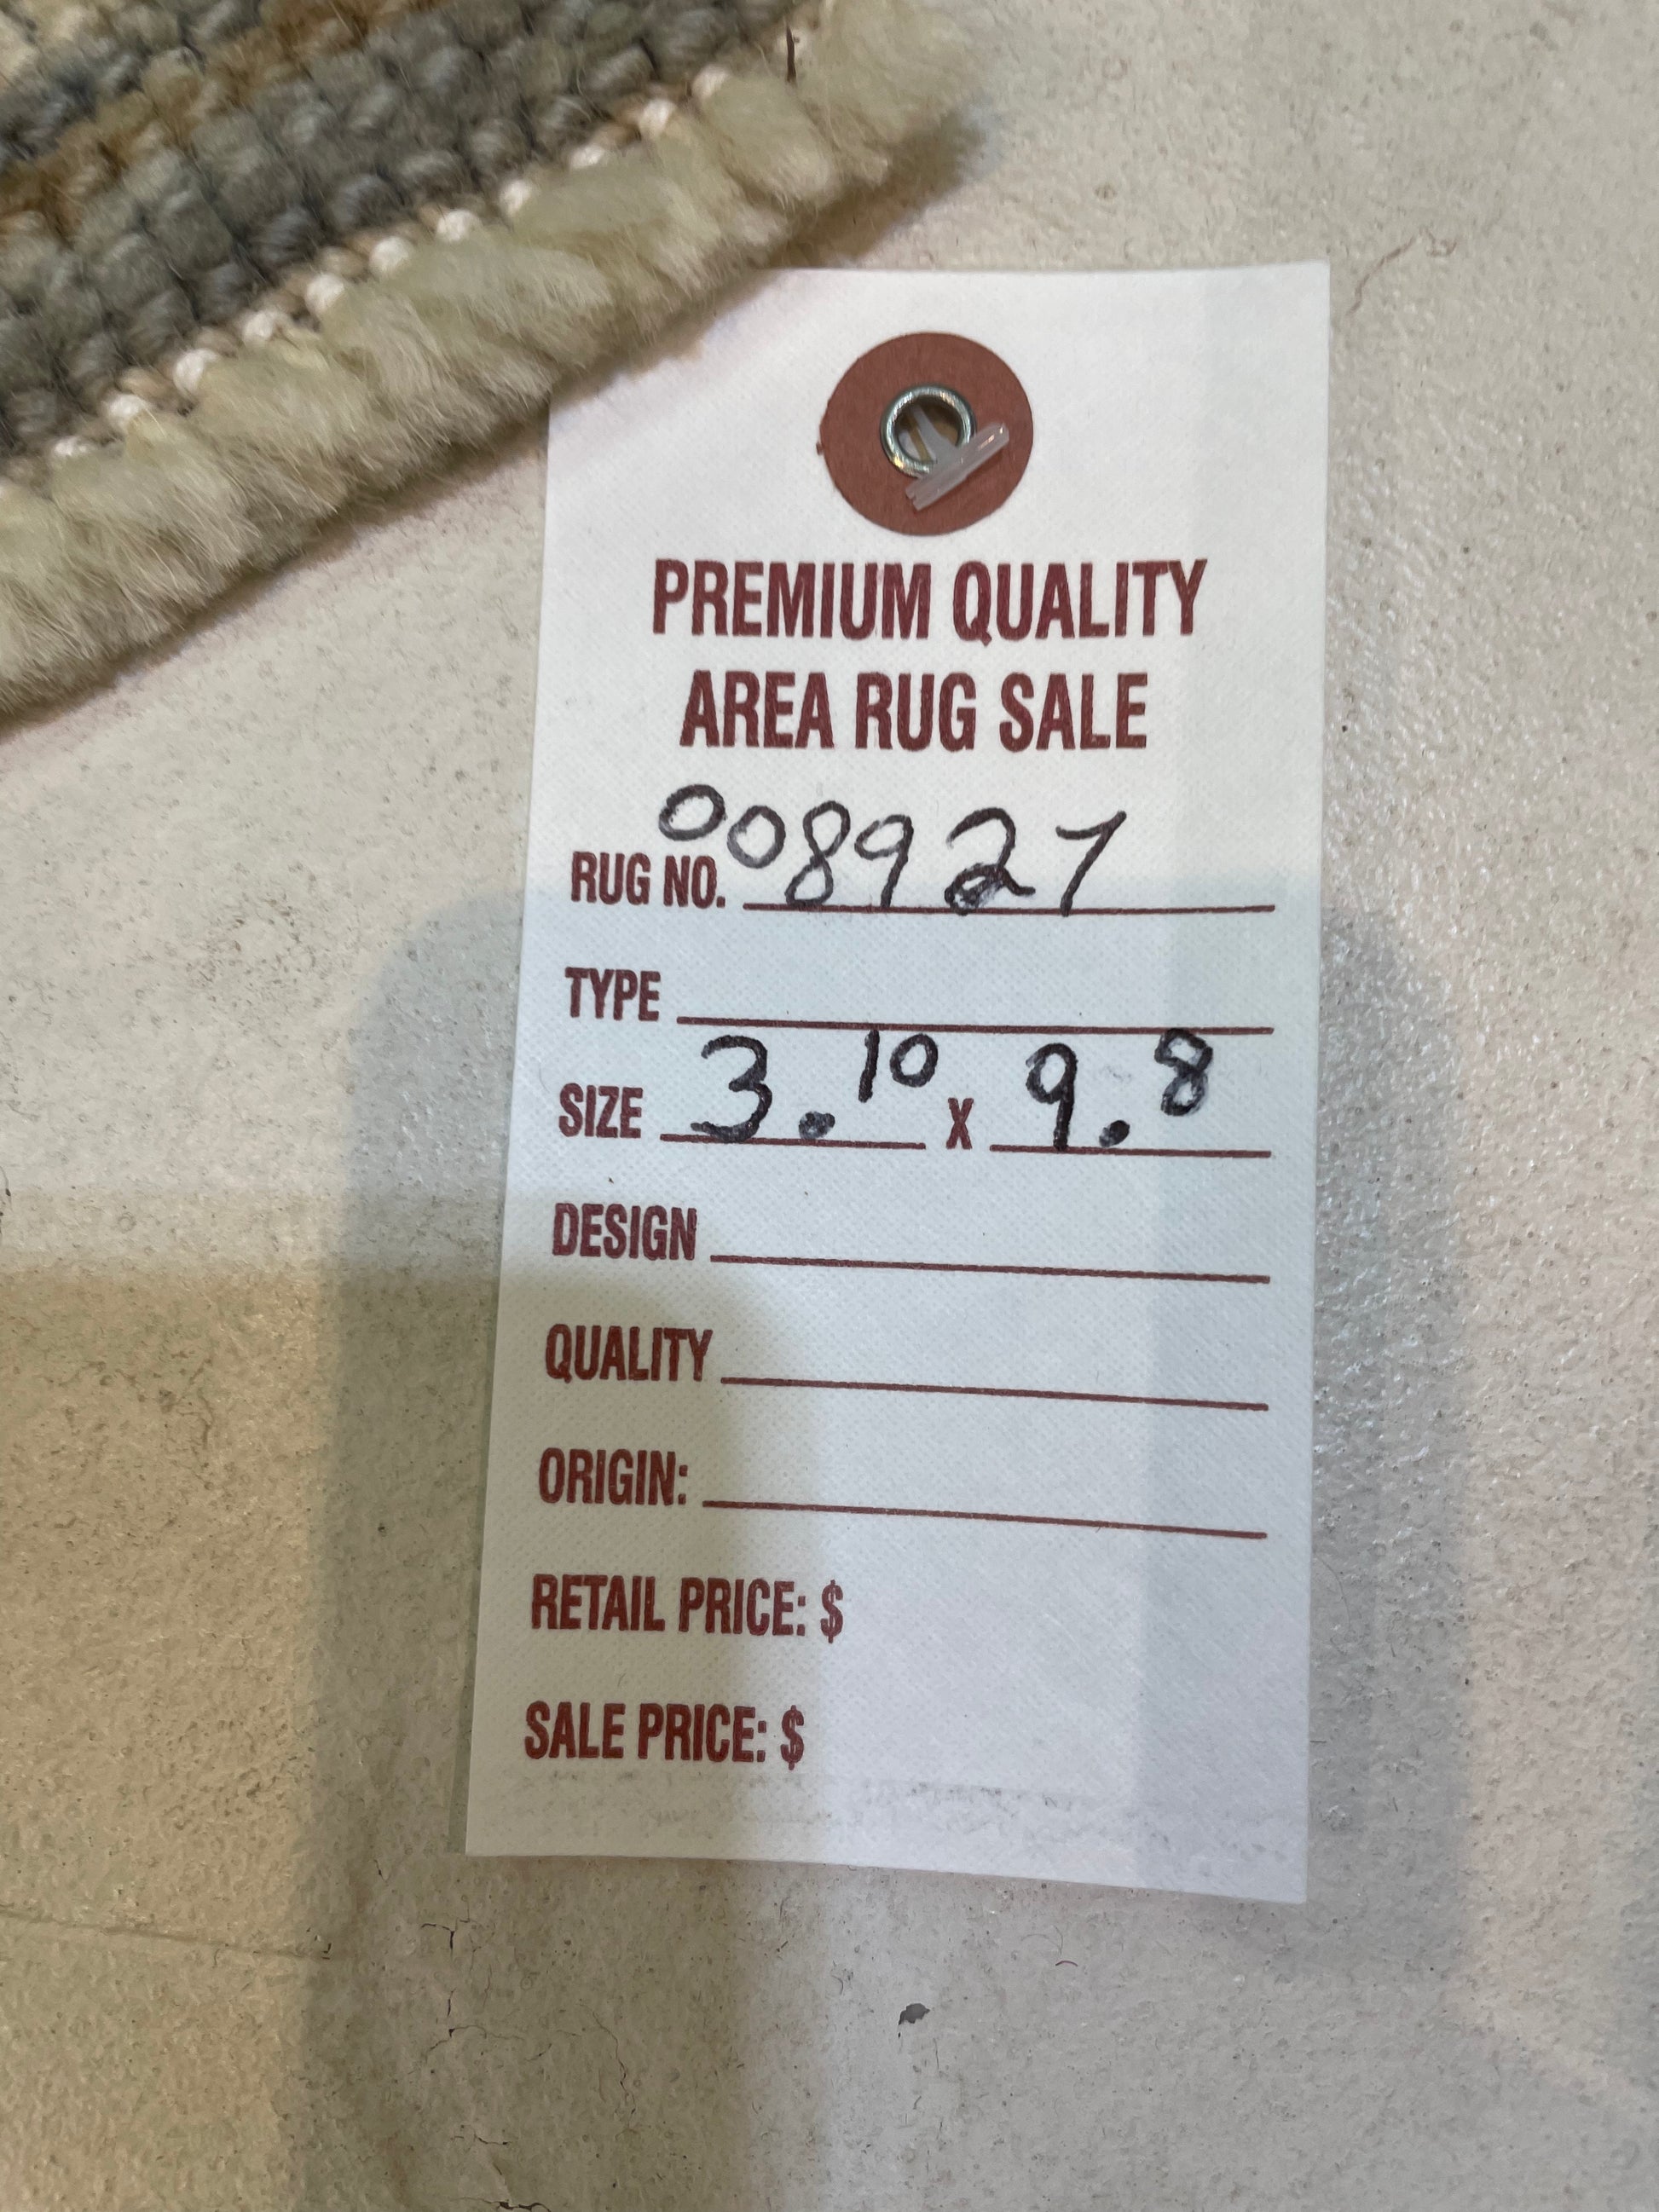 PREMIUM QUALITY
AREA RUG SALE
RUG NO. 008927
TYPE
SIZE 3.10 X 9.8
DESIGN
QUALITY
ORIGIN:
RETAIL PRICE: $
SALE PRICE: $